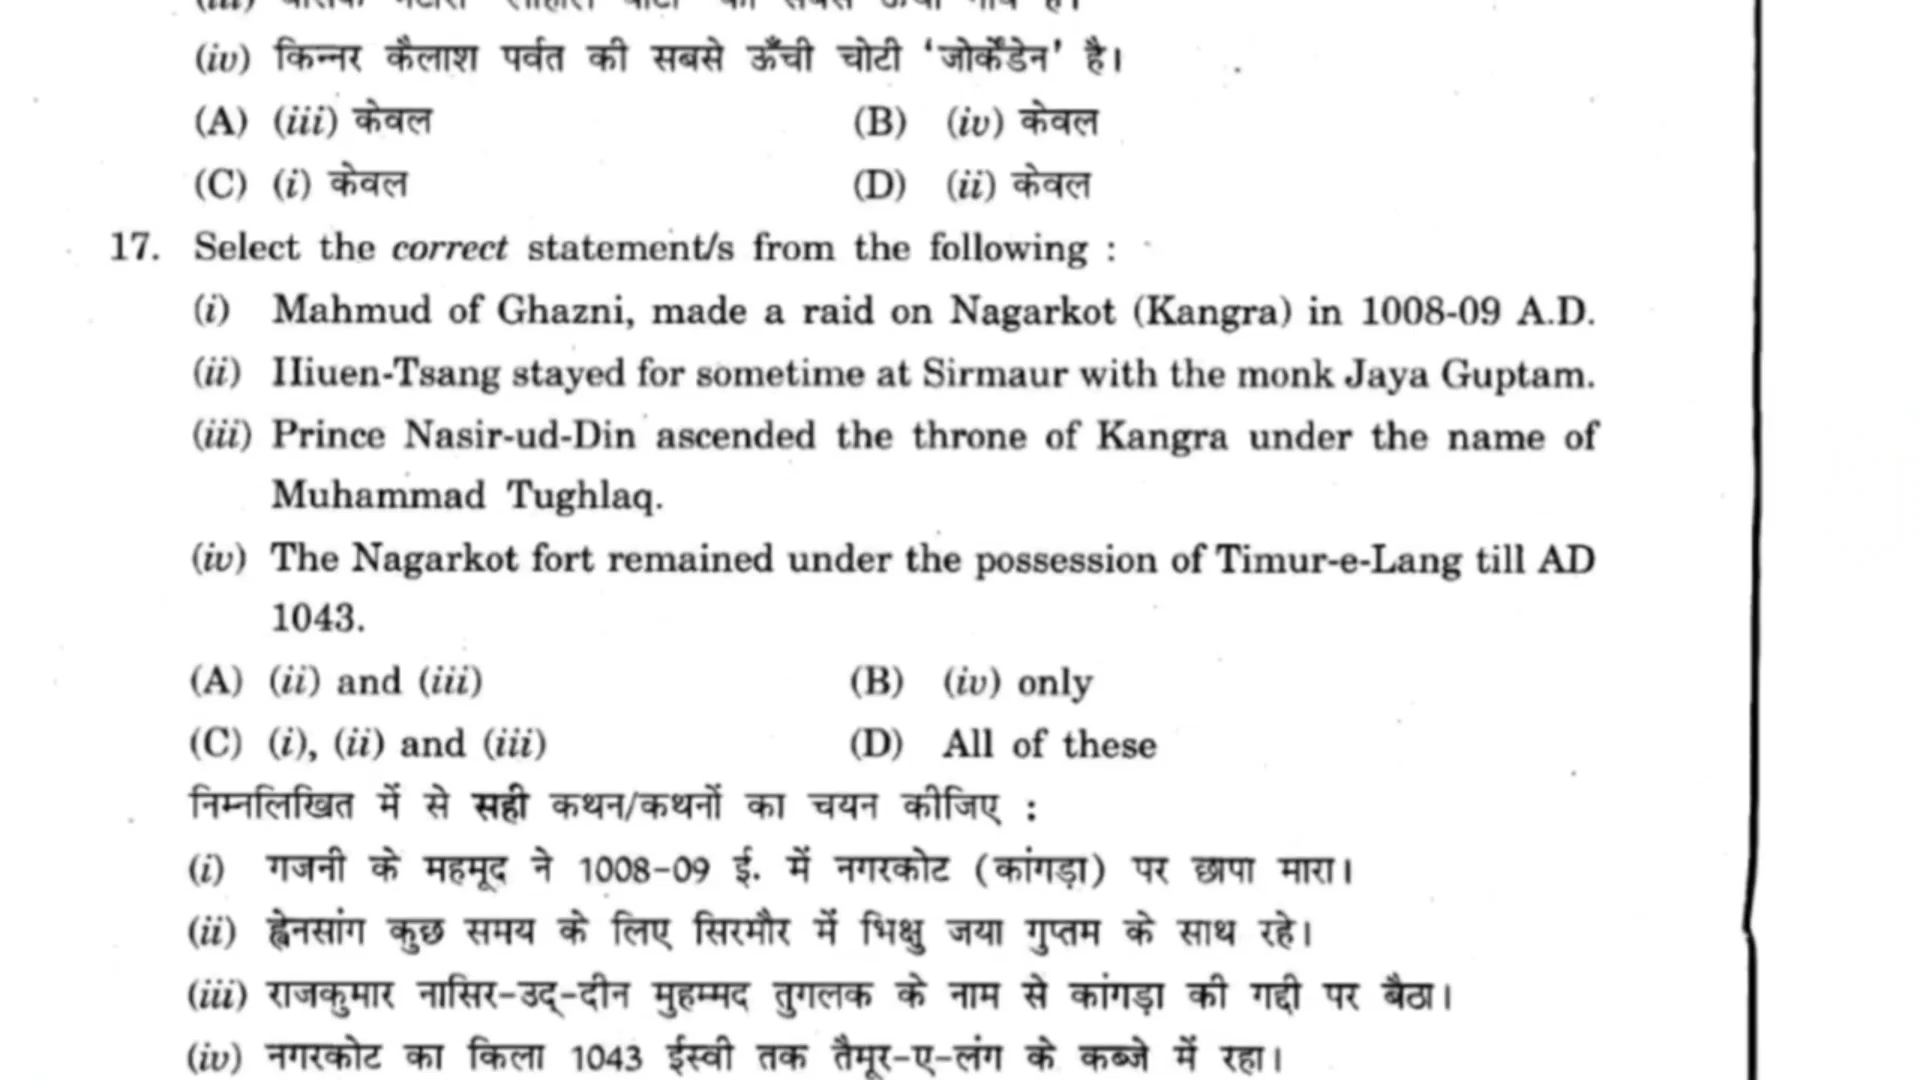 (iv) किन्नर कैलाश पर्वत की सबसे ऊँची चोटी ‘जोर्केंडेन’ है।
(A) (iii) केवल (B) (iv) केवल
(C) (i) केवल (D) (ii) केवल
17. Select the correct statement/s from the following :
(i) Mahmud of Ghazni, made a raid on Nagarkot (Kangra) in 1008-09 A.D.
(ii) Hiuen-Tsang stayed for sometime at Sirmaur with the monk Jaya Guptam.
(iii) Prince Nasir-ud-Din ascended the throne of Kangra under the name of
Muhammad Tughlaq.
(iv) The Nagarkot fort remained under the possession of Timur-e-Lang till AD
1043.
(A) (ii) and (iii) (B) (iv) only
(C) (i), (ii) and (iii) (D) All of these
निम्नलिखित में से सही कथन/कथनों का चयन कीजिए :
(i) गजनी के महमूद ने 1008-09 ई. में नगरकोट (कांगड़ा) पर छापा मारा।
(ii) ह्वेनसांग कुछ समय के लिए सिरमौर में भिक्षु जया गुप्तम के साथ रहे।
(iii) राजकुमार नासिर-उद्-दीन मुहम्मद तुगलक के नाम से कांगड़ा की गद्दी पर बैठा।
(iv) नगरकोट का किला 1043 ईस्वी तक तैमूर-ए-लंग के कब्जे में रहा।